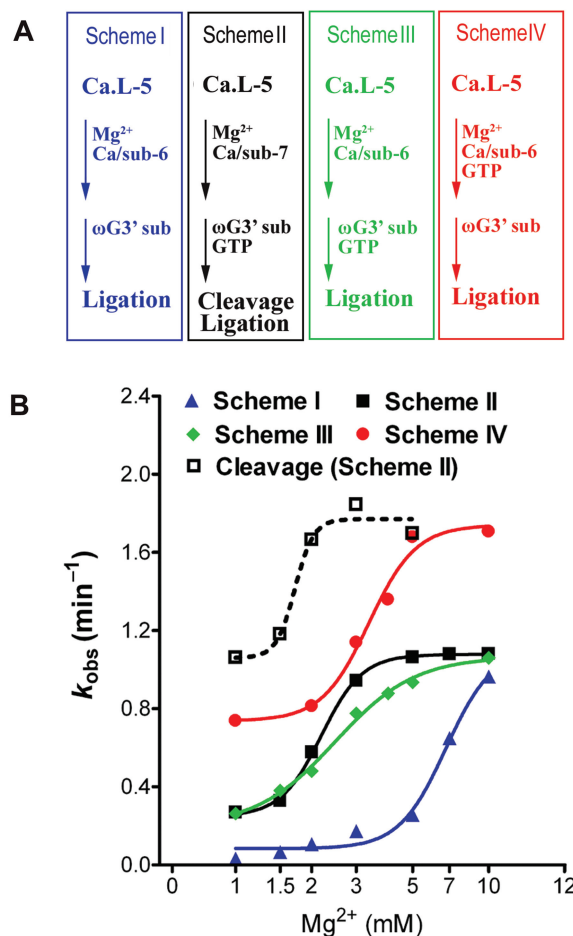 A
Scheme I
Ca.L-5
Mg²⁺
Ca/sub-6
ωG3' sub
Ligation
Scheme II
Ca.L-5
Mg²⁺
Ca/sub-7
ωG3' sub
GTP
Cleavage
Ligation
Scheme III
Ca.L-5
Mg²⁺
Ca/sub-6
ωG3' sub
GTP
Ligation
Scheme IV
Ca.L-5
Mg²⁺
Ca/sub-6
GTP
ωG3' sub
Ligation
B
Scheme I
Scheme II
Scheme III
Scheme IV
Cleavage (Scheme II)
kobs (min⁻¹)
2.4
2.0
1.6
1.2
0.8
0.4
0.0
0 1 1.5 2 3 5 7 10 12
Mg²⁺ (mM)